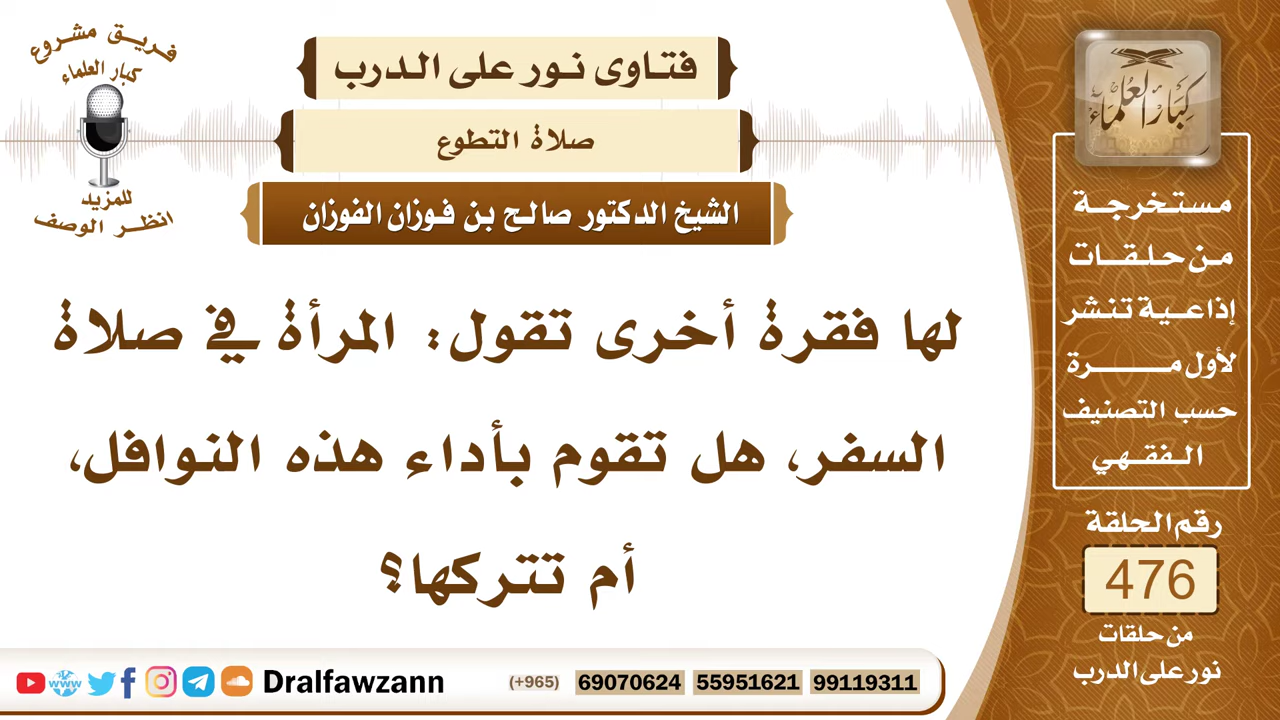 فريق مشروع
كبار العلماء
للمزيد
انظر الوصف
فتاوى نور على الدرب
صلاة التطوع
الشيخ الدكتور صالح بن فوزان الفوزان
لها فقرة أخرى تقول: المرأة في صلاة
السفر، هل تقوم بأداء هذه النوافل،
أم تتركها؟
كبار العلماء
مستخرجة
من حلقات
إذاعية تنشر
لأول مرة
حسب التصنيف
الفقهي
رقم الحلقة
476
من حلقات
نور على الدرب
www
Dralfawzann
(+965) 69070624 55951621 99119311